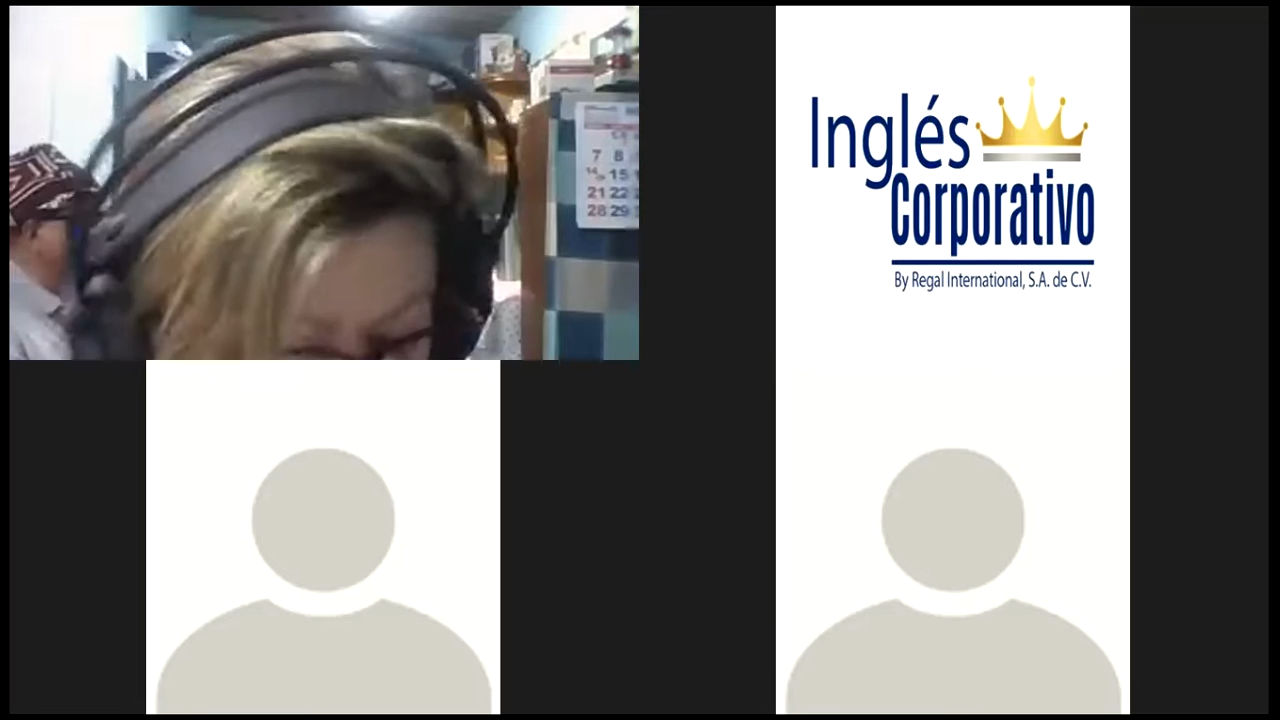 Inglés
Corporativo
By Regal International, S.A. de C.V.
7 8
14 15
21 22
28 29